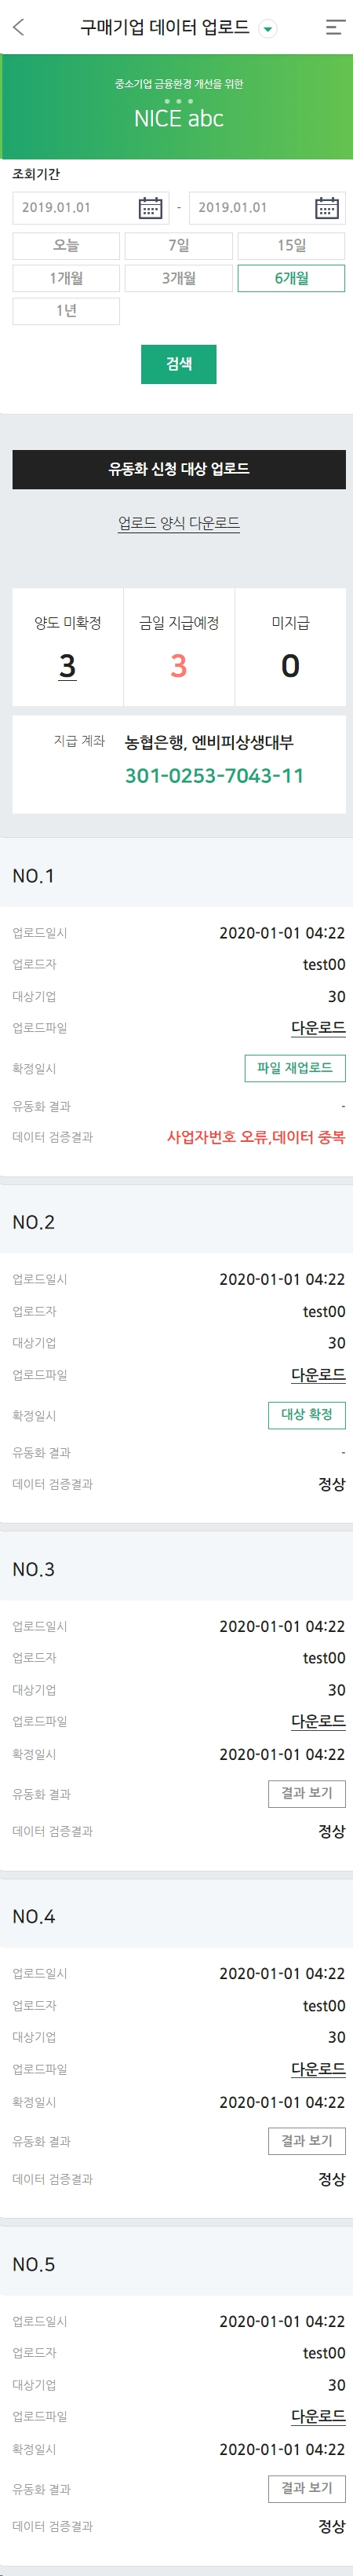 구매기업 데이터 업로드
중소기업 금융환경 개선을 위한
NICE abc
조회기간
2019.01.01 - 2019.01.01
오늘 7일 15일
1개월 3개월 6개월
1년
검색
유동화 신청 대상 업로드
업로드 양식 다운로드
양도 미확정 금일 지급예정 미지급
3 3 0
지급 계좌 농협은행, 엔비피상생대부
301-0253-7043-11
NO.1
업로드일시 2020-01-01 04:22
업로드자 test00
대상기업 30
업로드파일 다운로드
확정일시 파일 재업로드
유동화 결과 -
데이터 검증결과 사업자번호 오류,데이터 중복
NO.2
업로드일시 2020-01-01 04:22
업로드자 test00
대상기업 30
업로드파일 다운로드
확정일시 대상 확정
유동화 결과 -
데이터 검증결과 정상
NO.3
업로드일시 2020-01-01 04:22
업로드자 test00
대상기업 30
업로드파일 다운로드
확정일시 2020-01-01 04:22
유동화 결과 결과 보기
데이터 검증결과 정상
NO.4
업로드일시 2020-01-01 04:22
업로드자 test00
대상기업 30
업로드파일 다운로드
확정일시 2020-01-01 04:22
유동화 결과 결과 보기
데이터 검증결과 정상
NO.5
업로드일시 2020-01-01 04:22
업로드자 test00
대상기업 30
업로드파일 다운로드
확정일시 2020-01-01 04:22
유동화 결과 결과 보기
데이터 검증결과 정상